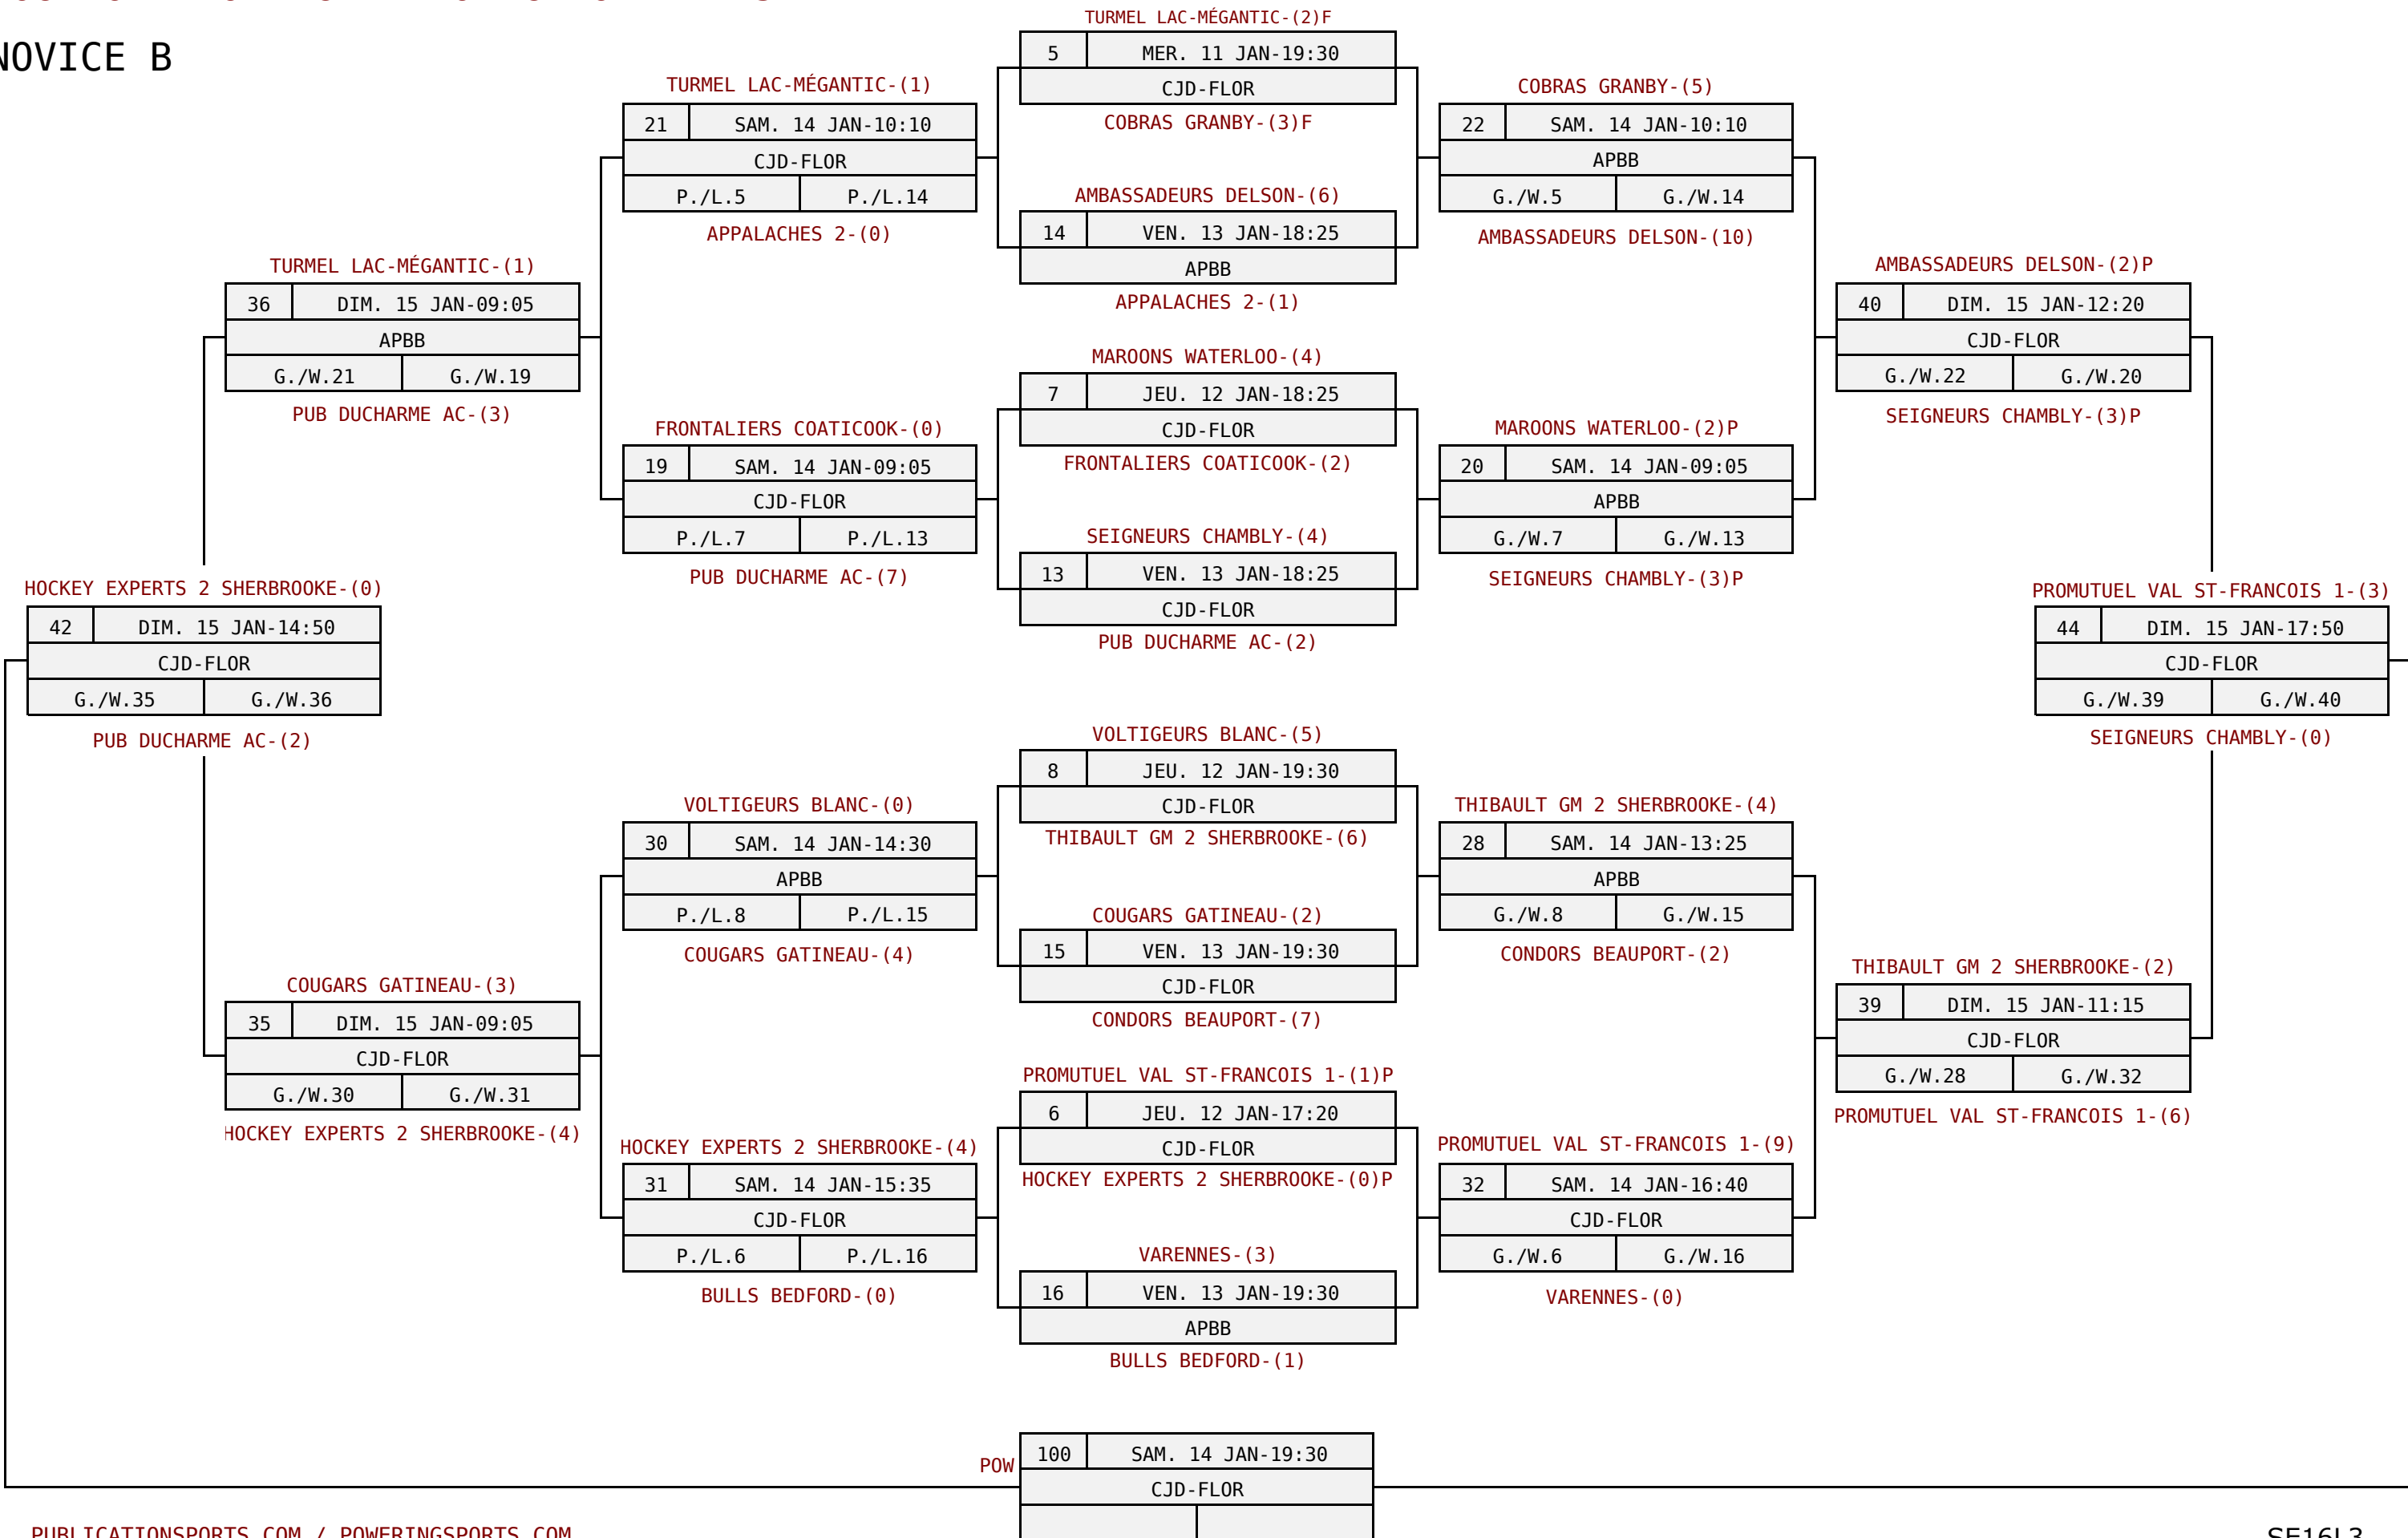 NOVICE B
TURMEL LAC-MÉGANTIC-(2)F
5 MER. 11 JAN-19:30
CJD-FLOR
COBRAS GRANBY-(3)F
TURMEL LAC-MÉGANTIC-(1)
21 SAM. 14 JAN-10:10
CJD-FLOR
P./L.5 P./L.14
APPALACHES 2-(0)
COBRAS GRANBY-(5)
22 SAM. 14 JAN-10:10
APBB
G./W.5 G./W.14
AMBASSADEURS DELSON-(10)
AMBASSADEURS DELSON-(6)
14 VEN. 13 JAN-18:25
APBB
APPALACHES 2-(1)
TURMEL LAC-MÉGANTIC-(1)
36 DIM. 15 JAN-09:05
APBB
G./W.21 G./W.19
PUB DUCHARME AC-(3)
AMBASSADEURS DELSON-(2)P
40 DIM. 15 JAN-12:20
CJD-FLOR
G./W.22 G./W.20
SEIGNEURS CHAMBLY-(3)P
MAROONS WATERLOO-(4)
7 JEU. 12 JAN-18:25
CJD-FLOR
FRONTALIERS COATICOOK-(2)
FRONTALIERS COATICOOK-(0)
19 SAM. 14 JAN-09:05
CJD-FLOR
P./L.7 P./L.13
PUB DUCHARME AC-(7)
MAROONS WATERLOO-(2)P
20 SAM. 14 JAN-09:05
APBB
G./W.7 G./W.13
SEIGNEURS CHAMBLY-(3)P
SEIGNEURS CHAMBLY-(4)
13 VEN. 13 JAN-18:25
CJD-FLOR
PUB DUCHARME AC-(2)
HOCKEY EXPERTS 2 SHERBROOKE-(0)
42 DIM. 15 JAN-14:50
CJD-FLOR
G./W.35 G./W.36
PUB DUCHARME AC-(2)
PROMUTUEL VAL ST-FRANCOIS 1-(3)
44 DIM. 15 JAN-17:50
CJD-FLOR
G./W.39 G./W.40
SEIGNEURS CHAMBLY-(0)
VOLTIGEURS BLANC-(5)
8 JEU. 12 JAN-19:30
CJD-FLOR
THIBAULT GM 2 SHERBROOKE-(6)
VOLTIGEURS BLANC-(0)
30 SAM. 14 JAN-14:30
APBB
P./L.8 P./L.15
COUGARS GATINEAU-(4)
THIBAULT GM 2 SHERBROOKE-(4)
28 SAM. 14 JAN-13:25
APBB
G./W.8 G./W.15
CONDORS BEAUPORT-(2)
COUGARS GATINEAU-(2)
15 VEN. 13 JAN-19:30
CJD-FLOR
CONDORS BEAUPORT-(7)
COUGARS GATINEAU-(3)
35 DIM. 15 JAN-09:05
CJD-FLOR
G./W.30 G./W.31
HOCKEY EXPERTS 2 SHERBROOKE-(4)
THIBAULT GM 2 SHERBROOKE-(2)
39 DIM. 15 JAN-11:15
CJD-FLOR
G./W.28 G./W.32
PROMUTUEL VAL ST-FRANCOIS 1-(6)
PROMUTUEL VAL ST-FRANCOIS 1-(1)P
6 JEU. 12 JAN-17:20
CJD-FLOR
HOCKEY EXPERTS 2 SHERBROOKE-(0)P
HOCKEY EXPERTS 2 SHERBROOKE-(4)
31 SAM. 14 JAN-15:35
CJD-FLOR
P./L.6 P./L.16
BULLS BEDFORD-(0)
PROMUTUEL VAL ST-FRANCOIS 1-(9)
32 SAM. 14 JAN-16:40
CJD-FLOR
G./W.6 G./W.16
VARENNES-(0)
VARENNES-(3)
16 VEN. 13 JAN-19:30
APBB
BULLS BEDFORD-(1)
POW
100 SAM. 14 JAN-19:30
CJD-FLOR
PUBLICATIONSPORTS.COM / POWERINGSPORTS.COM
SE16L3